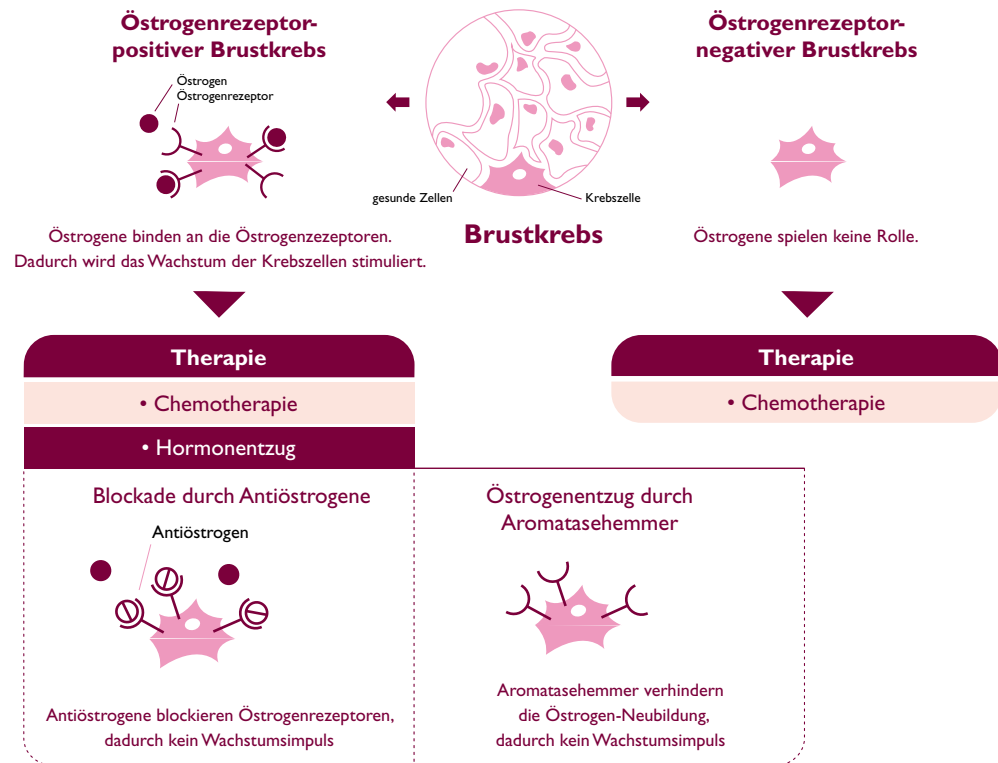 Östrogenrezeptor-
positiver Brustkrebs
Östrogen
Östrogenrezeptor
Östrogene binden an die Östrogenzezeptoren.
Dadurch wird das Wachstum der Krebszellen stimuliert.
gesunde Zellen
Krebszelle
Brustkrebs
Östrogenrezeptor-
negativer Brustkrebs
Östrogene spielen keine Rolle.
Therapie
• Chemotherapie
• Hormonentzug
Therapie
• Chemotherapie
Blockade durch Antiöstrogene
Antiöstrogen
Antiöstrogene blockieren Östrogenrezeptoren,
dadurch kein Wachstumsimpuls
Östrogenentzug durch
Aromatasehemmer
Aromatasehemmer verhindern
die Östrogen-Neubildung,
dadurch kein Wachstumsimpuls